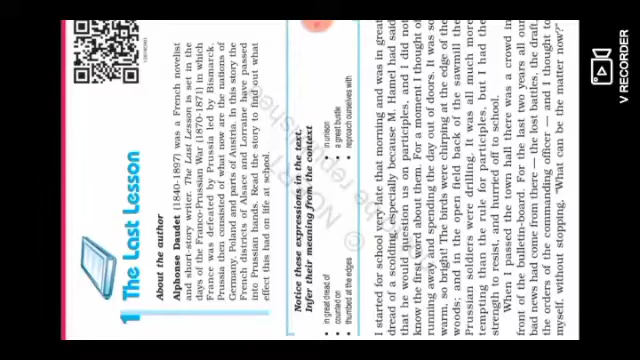 1 The Last Lesson
About the author
Alphonse Daudet (1840-1897) was a French novelist
and short-story writer. The Last Lesson is set in the
days of the Franco-Prussian War (1870-1871) in which
France was defeated by Prussia led by Bismarck.
Prussia then consisted of what now are the nations of
Germany, Poland and parts of Austria. In this story the
French districts of Alsace and Lorraine have passed
into Prussian hands. Read the story to find out what
effect this had on life at school.
Notice these expressions in the text.
Infer their meaning from the context
• in great dread of
• counted on
• thumbed at the edges
• in unison
• a great bustle
• reproach ourselves with
I started for school very late that morning and was in great
dread of a scolding, especially because M. Hamel had said
that he would question us on participles, and I did not
know the first word about them. For a moment I thought of
running away and spending the day out of doors. It was so
warm, so bright! The birds were chirping at the edge of the
woods; and in the open field back of the sawmill the
Prussian soldiers were drilling. It was all much more
tempting than the rule for participles, but I had the
strength to resist, and hurried off to school.
When I passed the town hall there was a crowd in
front of the bulletin-board. For the last two years all our
bad news had come from there — the lost battles, the draft,
the orders of the commanding officer — and I thought to
myself, without stopping, “What can be the matter now?”